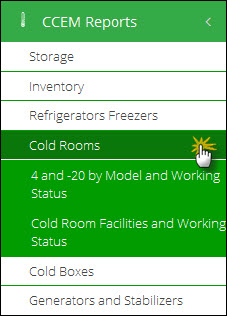 CCEM Reports
Storage
Inventory
Refrigerators Freezers
Cold Rooms
4 and -20 by Model and Working
Status
Cold Room Facilities and Working
Status
Cold Boxes
Generators and Stabilizers